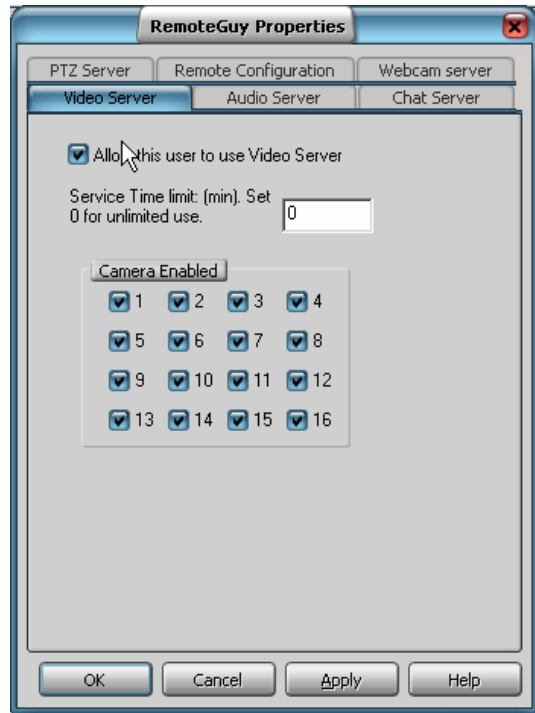 RemoteGuy Properties
PTZ Server Remote Configuration Webcam server
Video Server Audio Server Chat Server
this user to use Video Server
Service Time limit: (min). Set
0 for unlimited use.
0
Camera Enabled
1 2 3 4
5 6 7 8
9 10 11 12
13 14 15 16
OK Cancel Apply Help